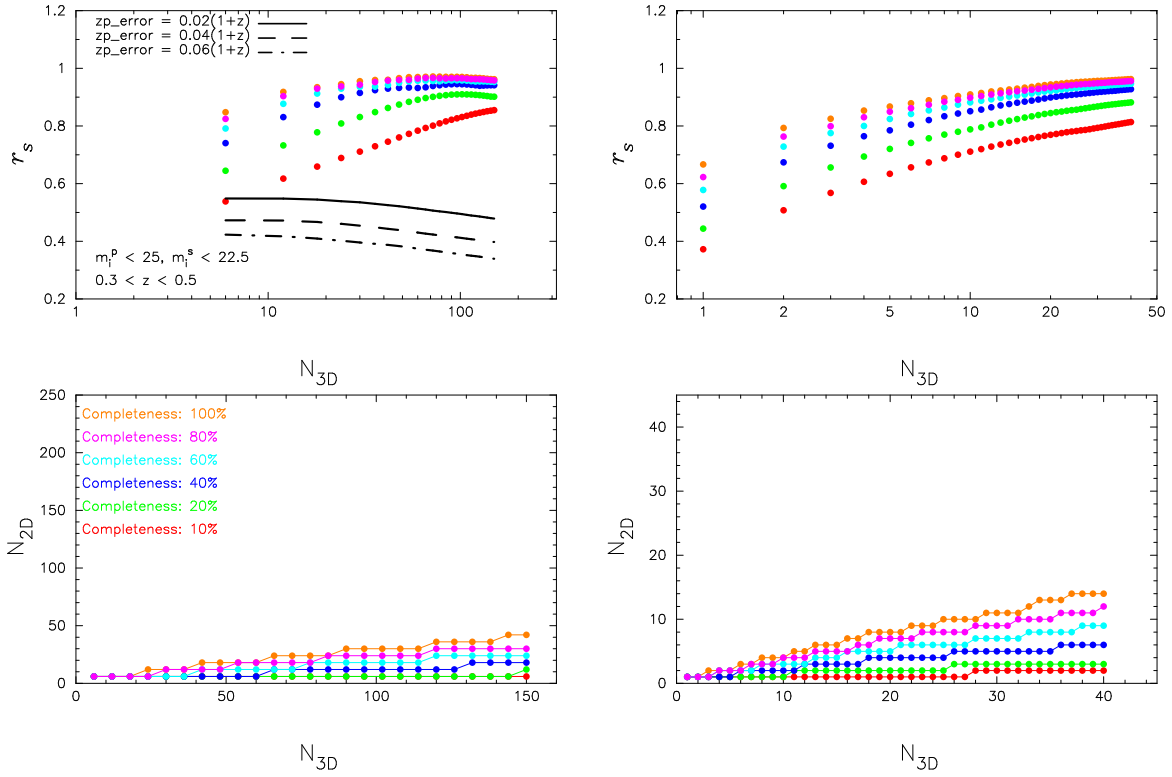 zp_error = 0.02(1+z)
zp_error = 0.04(1+z)
zp_error = 0.06(1+z)
m_i^p < 25, m_i^s < 22.5
0.3 < z < 0.5
r_s
1.2
1
0.8
0.6
0.4
0.2
1
10
100
N_3D
r_s
1.2
1
0.8
0.6
0.4
0.2
1
2
5
10
20
50
N_3D
Completeness: 100%
Completeness: 80%
Completeness: 60%
Completeness: 40%
Completeness: 20%
Completeness: 10%
N_2D
250
200
150
100
50
0
0
50
100
150
N_3D
N_2D
40
30
20
10
0
0
10
20
30
40
N_3D